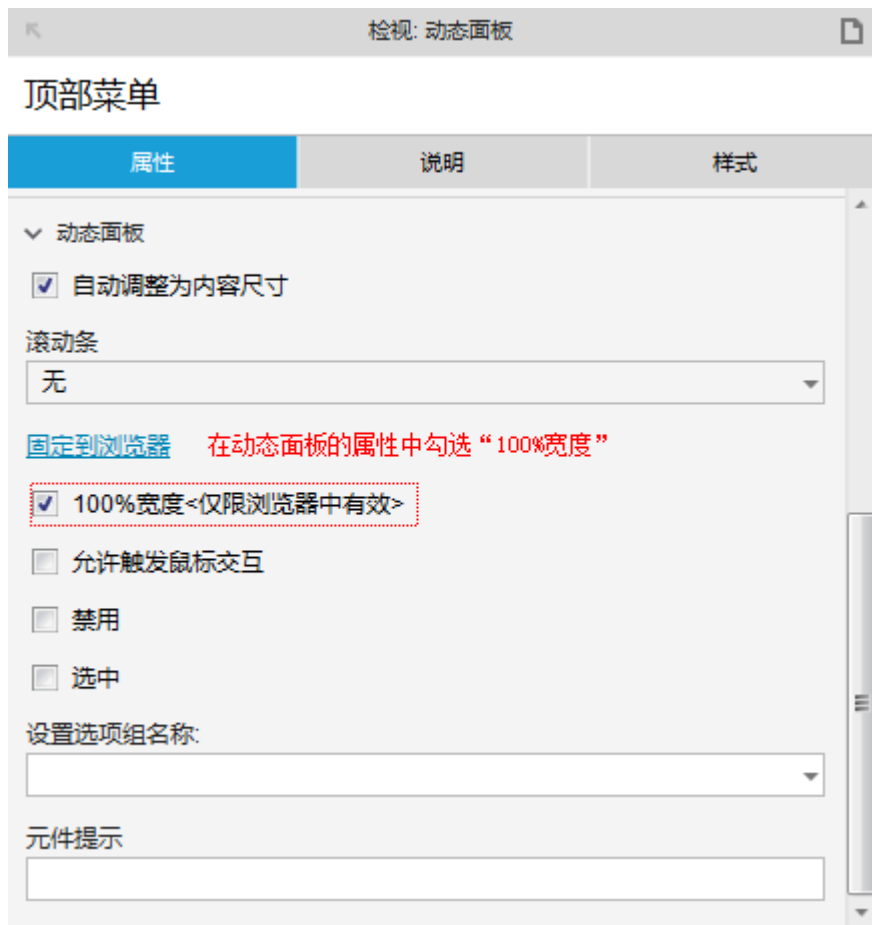 检视: 动态面板
顶部菜单
属性 说明 样式
动态面板
自动调整为内容尺寸
滚动条
无
固定到浏览器 在动态面板的属性中勾选“100%宽度”
100%宽度<仅限浏览器中有效>
允许触发鼠标交互
禁用
选中
设置选项组名称:
元件提示